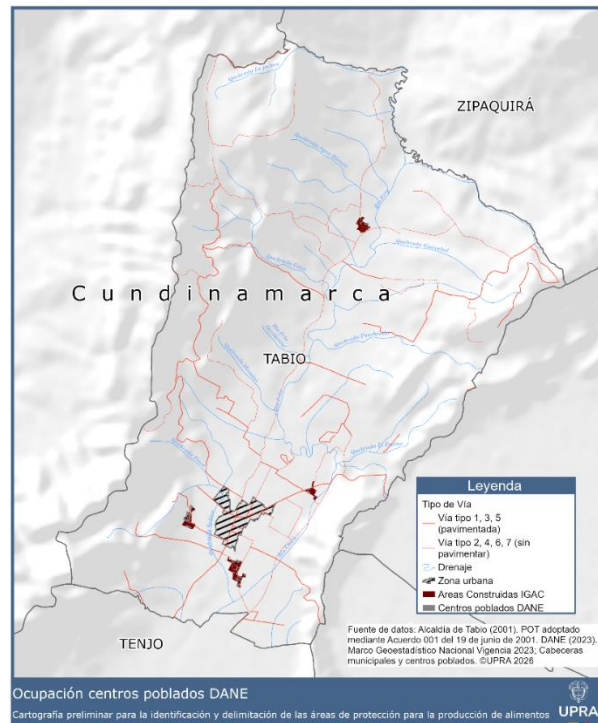 ZIPAQUIRÁ
Cundinamarca
TABIO
TENJO
Leyenda
Tipo de Vía
Vía tipo 1, 3, 5
(pavimentada)
Vía tipo 2, 4, 6, 7 (sin
pavimentar)
Drenaje
Zona urbana
Areas Construidas IGAC
Centros poblados DANE
Fuente de datos: Alcaldía de Tabio (2001). POT adoptado
mediante Acuerdo 001 del 19 de junio de 2001. DANE (2023).
Marco Geoestadístico Nacional Vigencia 2023; Cabeceras
municipales y centros poblados. ©UPRA 2026
Ocupación centros poblados DANE
Cartografía preliminar para la identificación y delimitación de las áreas de protección para la producción de alimentos
UPRA